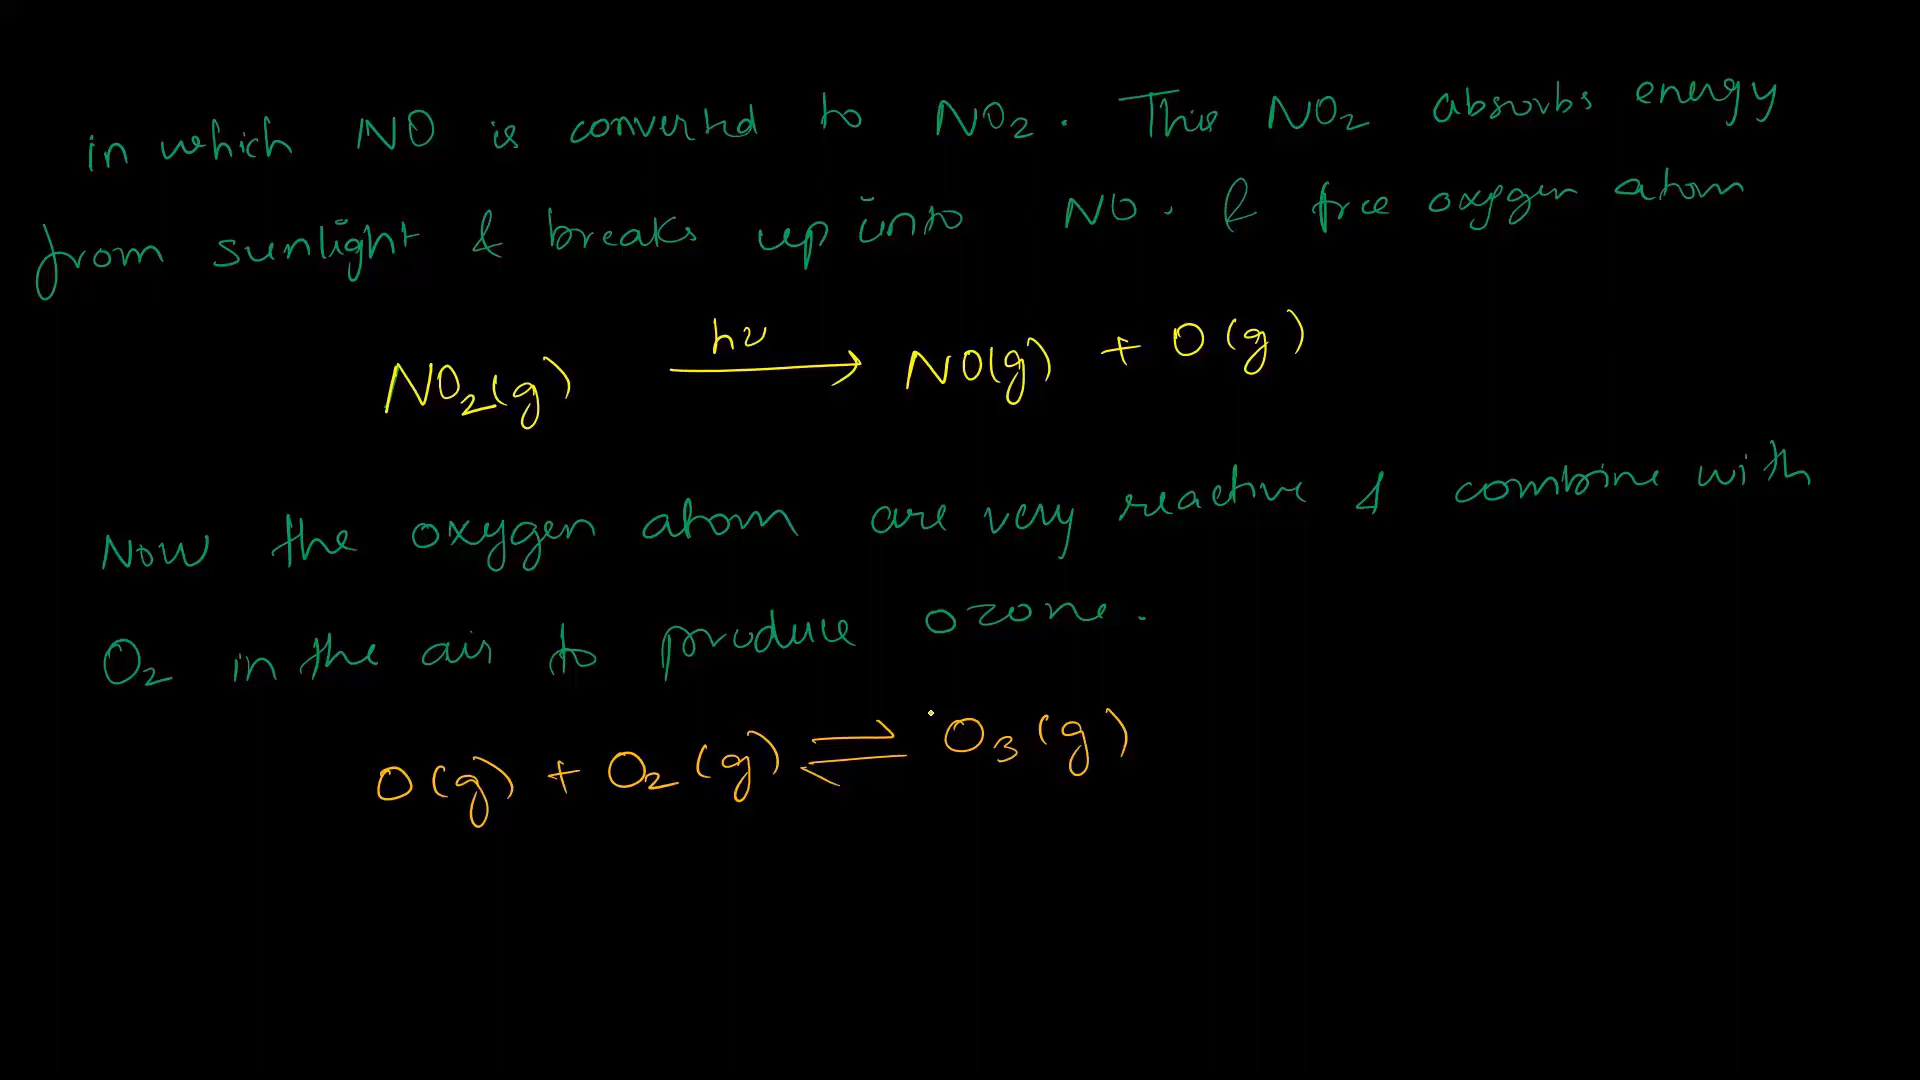 in which NO is converted to NO₂. This NO₂ absorbs energy
from sunlight & breaks up into NO. & free oxygen atom
NO₂(g) hν → NO(g) + O(g)
Now the oxygen atom are very reactive & combine with
O₂ in the air to produce ozone.
O(g) + O₂(g) ⇌ O₃(g)